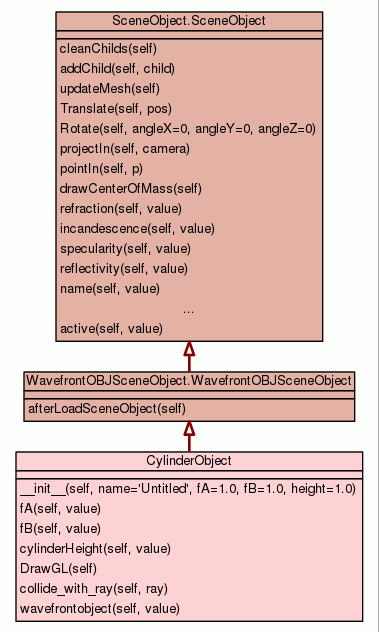 SceneObject.SceneObject
cleanChilds(self)
addChild(self, child)
updateMesh(self)
Translate(self, pos)
Rotate(self, angleX=0, angleY=0, angleZ=0)
projectIn(self, camera)
pointIn(self, p)
drawCenterOfMass(self)
refraction(self, value)
incandescence(self, value)
specularity(self, value)
reflectivity(self, value)
name(self, value)
...
active(self, value)
WavefrontOBJSceneObject.WavefrontOBJSceneObject
afterLoadSceneObject(self)
CylinderObject
__init__(self, name='Untitled', fA=1.0, fB=1.0, height=1.0)
fA(self, value)
fB(self, value)
cylinderHeight(self, value)
DrawGL(self)
collide_with_ray(self, ray)
wavefrontobject(self, value)